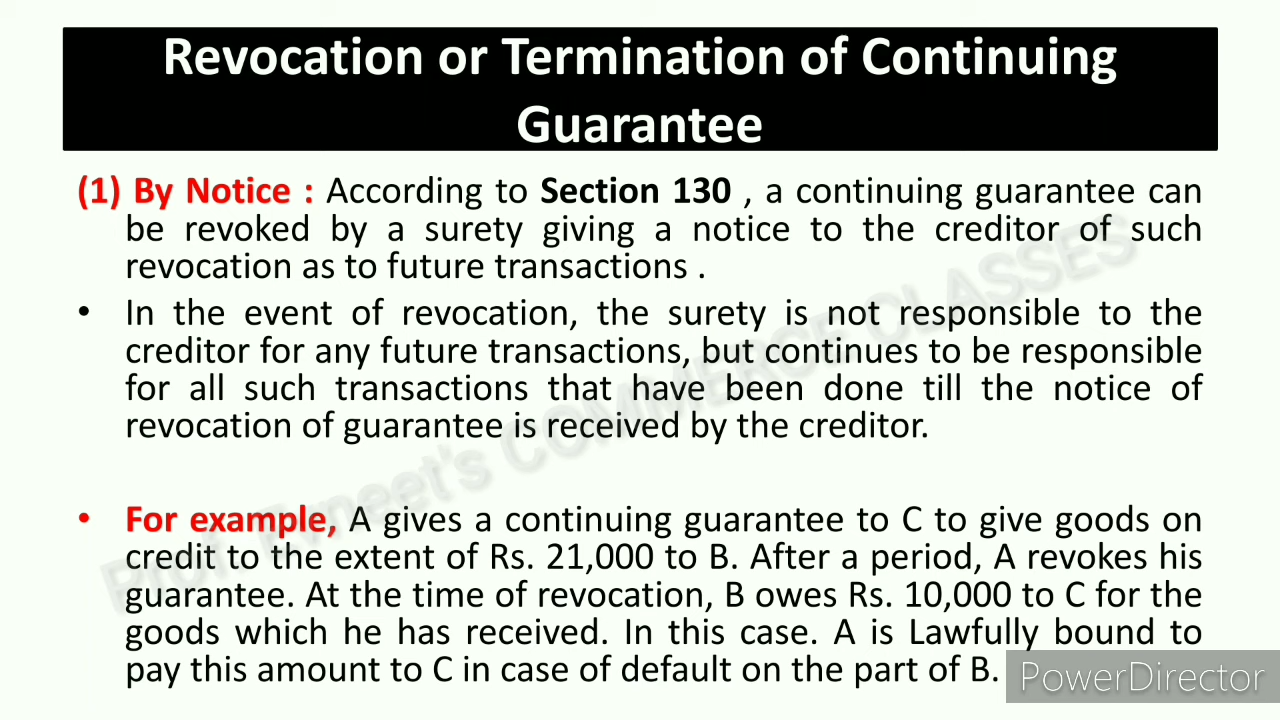 Revocation or Termination of Continuing
Guarantee
(1) By Notice : According to Section 130 , a continuing guarantee can
be revoked by a surety giving a notice to the creditor of such
revocation as to future transactions .
• In the event of revocation, the surety is not responsible to the
creditor for any future transactions, but continues to be responsible
for all such transactions that have been done till the notice of
revocation of guarantee is received by the creditor.
• For example, A gives a continuing guarantee to C to give goods on
credit to the extent of Rs. 21,000 to B. After a period, A revokes his
guarantee. At the time of revocation, B owes Rs. 10,000 to C for the
goods which he has received. In this case. A is Lawfully bound to
pay this amount to C in case of default on the part of B.
PowerDirector
COMMERCE CLASSES